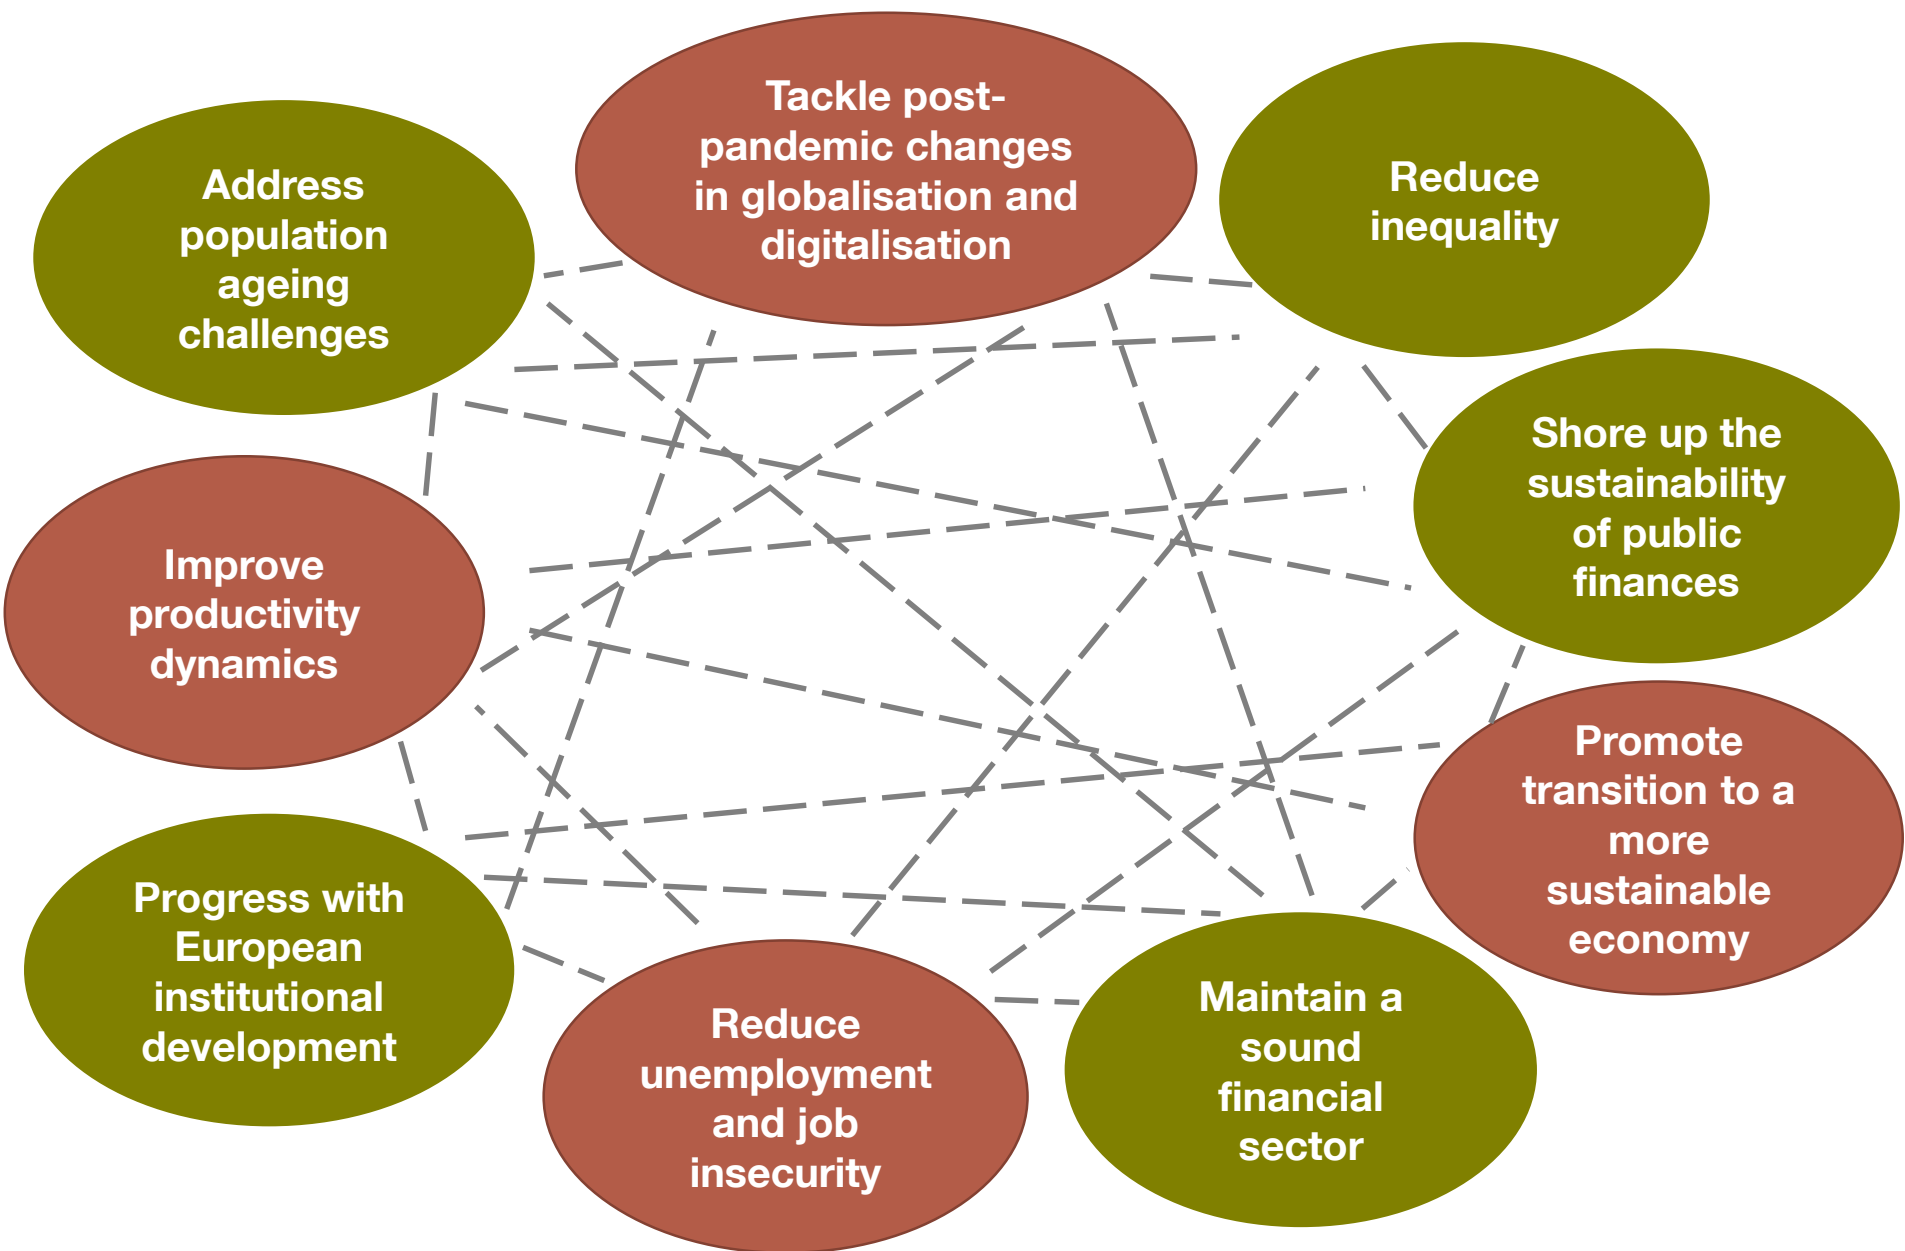 Tackle post-
pandemic changes
in globalisation and
digitalisation
Reduce
inequality
Address
population
ageing
challenges
Shore up the
sustainability
of public
finances
Improve
productivity
dynamics
Promote
transition to a
more
sustainable
economy
Progress with
European
institutional
development
Reduce
unemployment
and job
insecurity
Maintain a
sound
financial
sector